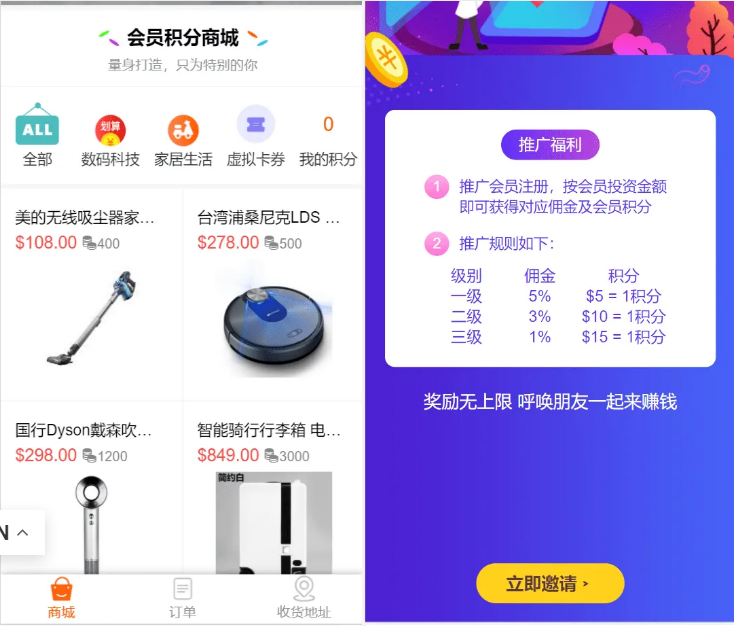 会员积分商城
量身打造，只为特别的你
ALL
划算
0
全部
数码科技
家居生活
虚拟卡券
我的积分
美的无线吸尘器家...
$108.00 400
台湾浦桑尼克LDS ...
$278.00 500
国行Dyson戴森吹...
$298.00 1200
智能骑行行李箱 电...
$849.00 3000
简约白
N
商城
订单
收货地址
推广福利
1 推广会员注册，按会员投资金额
即可获得对应佣金及会员积分
2 推广规则如下：
级别 佣金 积分
一级 5% $5 = 1积分
二级 3% $10 = 1积分
三级 1% $15 = 1积分
奖励无上限 呼唤朋友一起来赚钱
立即邀请 >